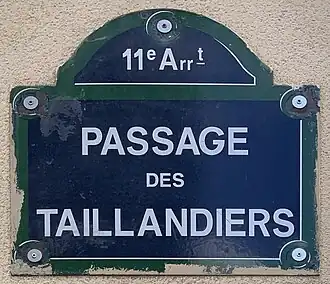 11e Arrt
PASSAGE
DES
TAILLANDIERS